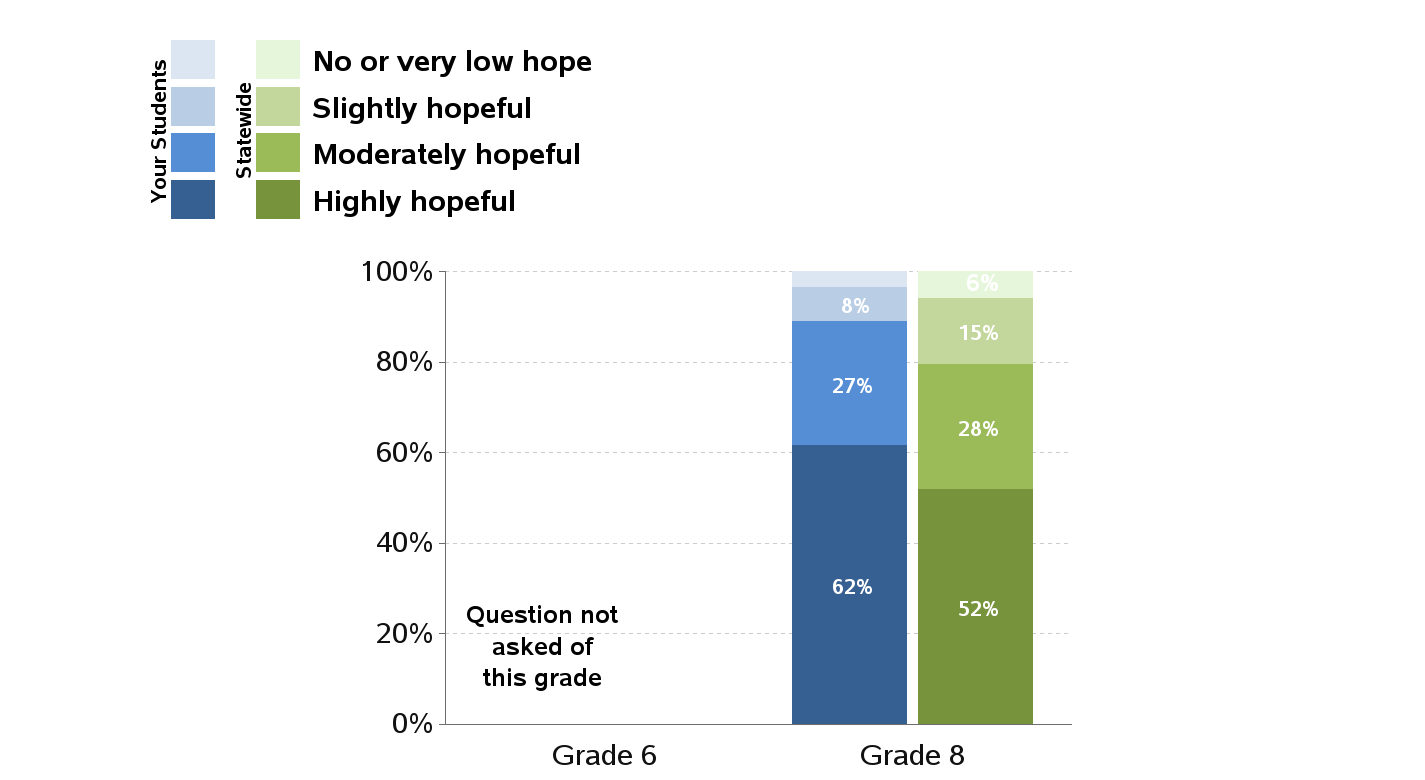 Your Students
Statewide
No or very low hope
Slightly hopeful
Moderately hopeful
Highly hopeful
100%
80%
60%
40%
20%
0%
6%
8%
15%
27%
28%
62%
52%
Question not
asked of
this grade
Grade 6
Grade 8